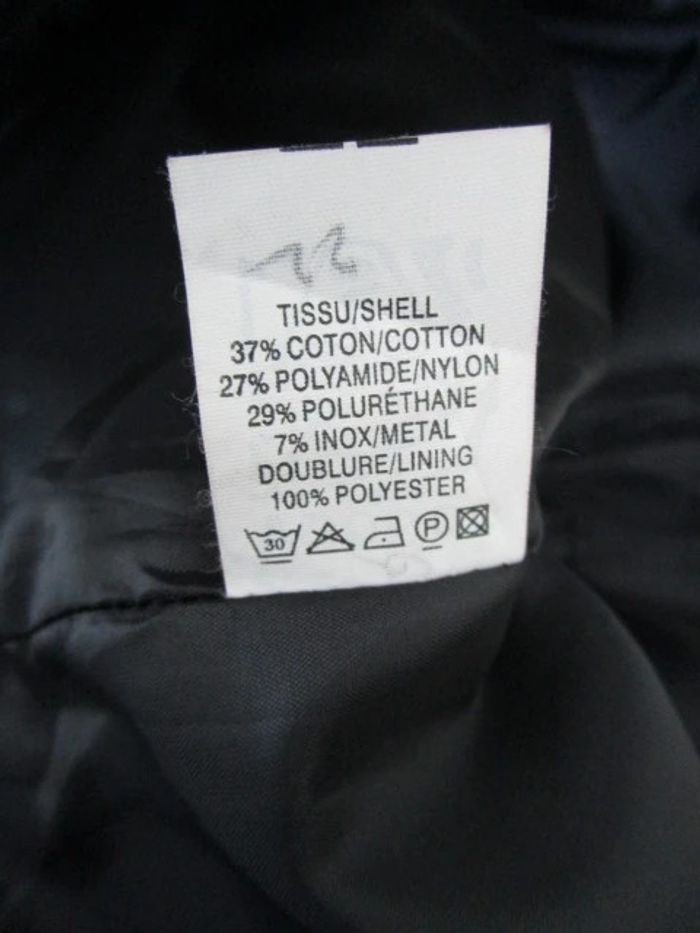 TISSU/SHELL
37% COTON/COTTON
27% POLYAMIDE/NYLON
29% POLURÉTHANE
7% INOX/METAL
DOUBLURE/LINING
100% POLYESTER
30 P